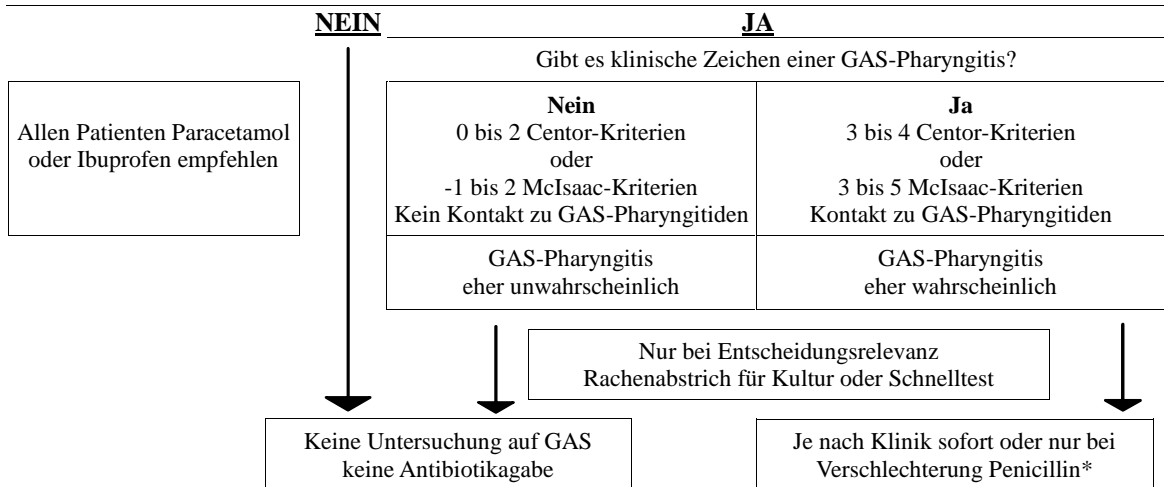 NEIN
JA
Gibt es klinische Zeichen einer GAS-Pharyngitis?
Allen Patienten Paracetamol
oder Ibuprofen empfehlen
Nein
0 bis 2 Centor-Kriterien
oder
-1 bis 2 McIsaac-Kriterien
Kein Kontakt zu GAS-Pharyngitiden
Ja
3 bis 4 Centor-Kriterien
oder
3 bis 5 McIsaac-Kriterien
Kontakt zu GAS-Pharyngitiden
GAS-Pharyngitis
eher unwahrscheinlich
GAS-Pharyngitis
eher wahrscheinlich
Nur bei Entscheidungsrelevanz
Rachenabstrich für Kultur oder Schnelltest
Keine Untersuchung auf GAS
keine Antibiotikagabe
Je nach Klinik sofort oder nur bei
Verschlechterung Penicillin*